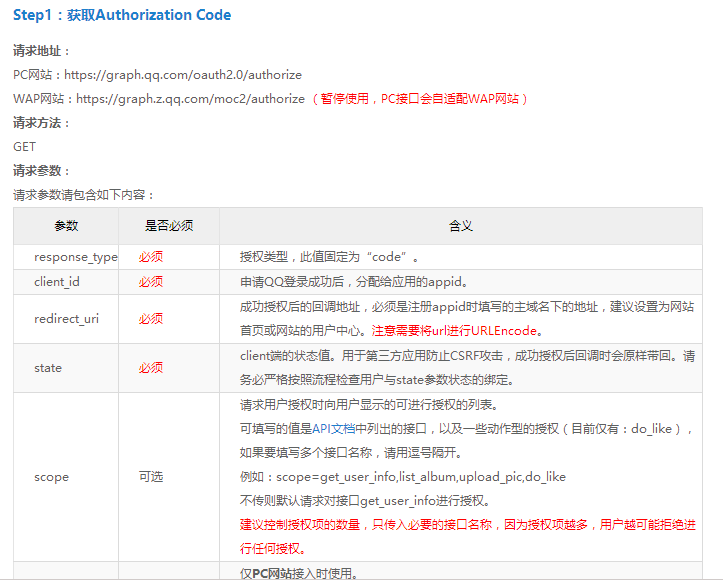 Step1：获取Authorization Code
请求地址：
PC网站：https://graph.qq.com/oauth2.0/authorize
WAP网站：https://graph.z.qq.com/moc2/authorize （暂停使用，PC接口会自适配WAP网站）
请求方法：
GET
请求参数：
请求参数请包含如下内容：
参数 是否必须 含义
response_type 必须 授权类型，此值固定为“code”。
client_id 必须 申请QQ登录成功后，分配给应用的appid。
redirect_uri 必须 成功授权后的回调地址，必须是注册appid时填写的主域名下的地址，建议设置为网站
首页或网站的用户中心。注意需要将url进行URLEncode。
state 必须 client端的状态值。用于第三方应用防止CSRF攻击，成功授权后回调时会原样带回。请
务必严格按照流程检查用户与state参数状态的绑定。
scope 可选 请求用户授权时向用户显示的可进行授权的列表。
可填写的值是API文档中列出的接口，以及一些动作型的授权（目前仅有：do_like），
如果要填写多个接口名称，请用逗号隔开。
例如：scope=get_user_info,list_album,upload_pic,do_like
不传则默认请求对接口get_user_info进行授权。
建议控制授权项的数量，只传入必要的接口名称，因为授权项越多，用户越可能拒绝进
行任何授权。
仅PC网站接入时使用。